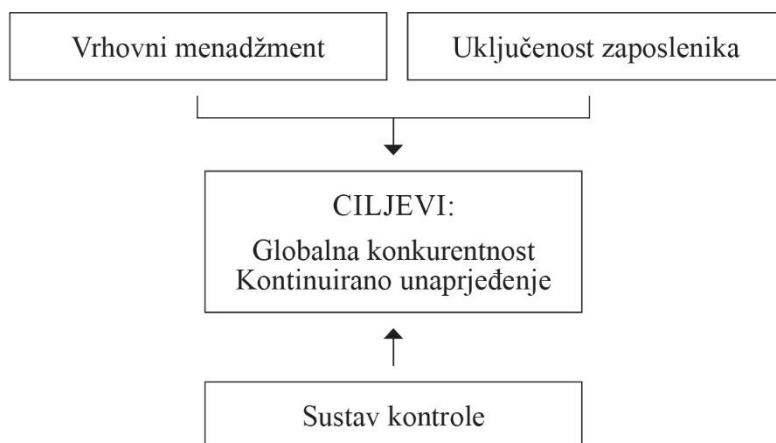 Vrhovni menadžment
Uključenost zaposlenika
CILJEVI:
Globalna konkurentnost
Kontinuirano unaprjeđenje
Sustav kontrole